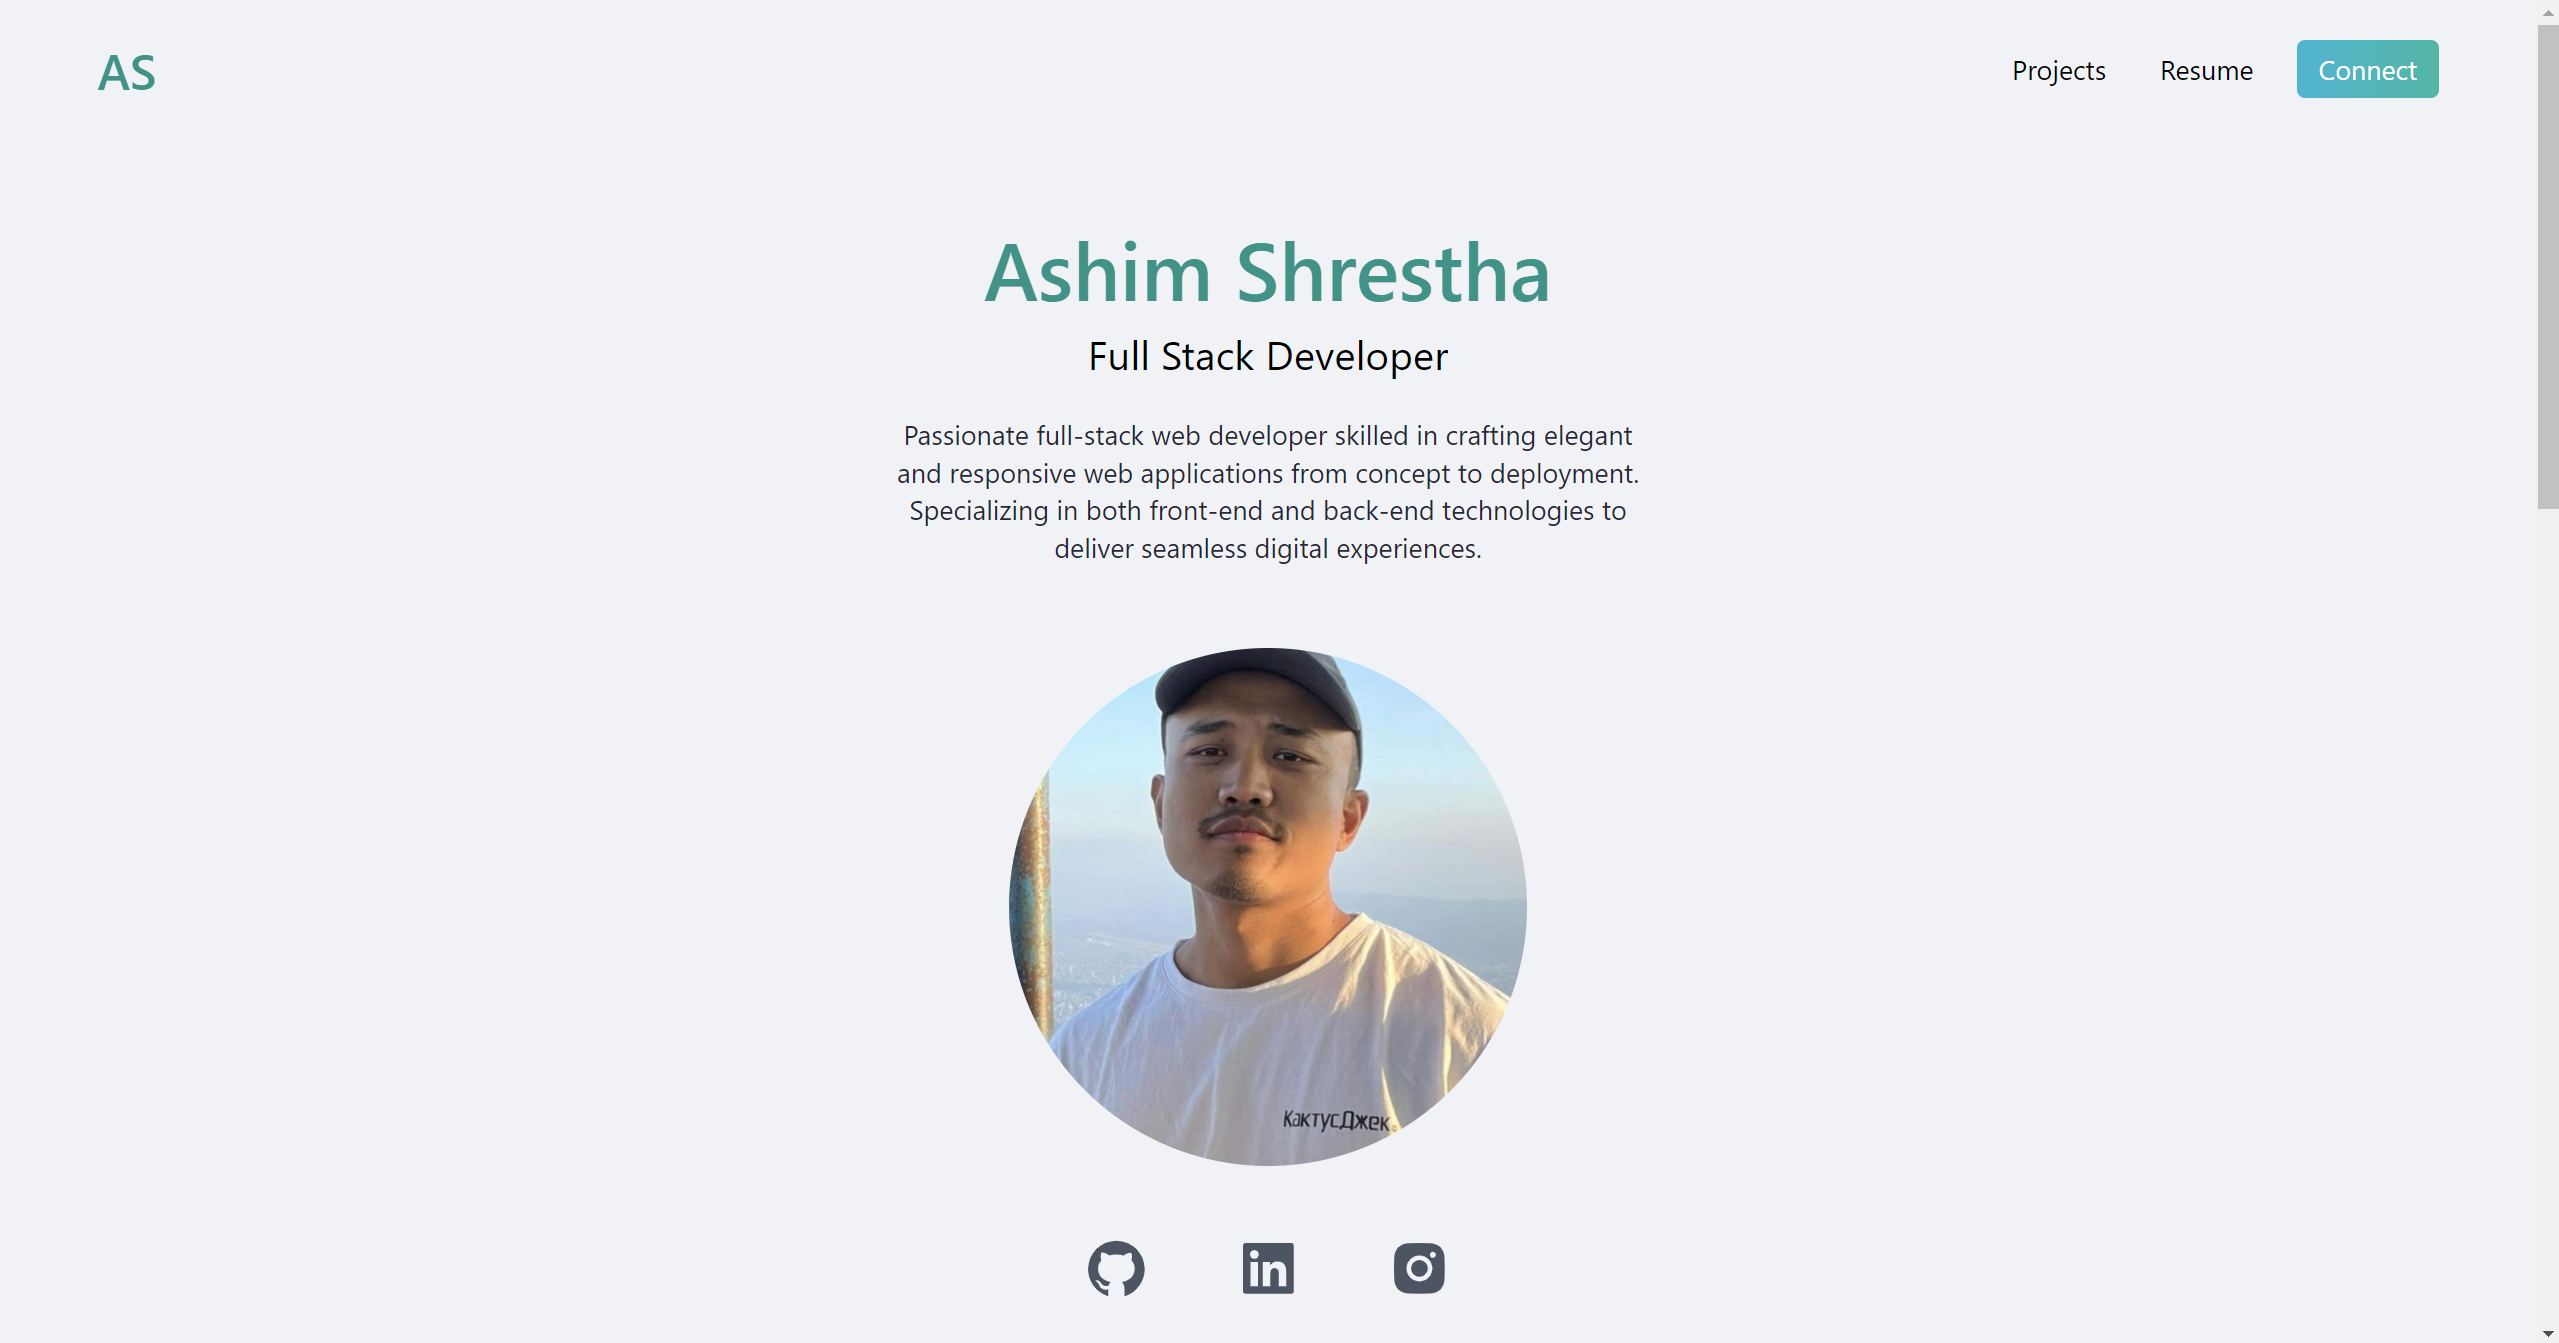 AS
Projects
Resume
Connect
Ashim Shrestha
Full Stack Developer
Passionate full-stack web developer skilled in crafting elegant
and responsive web applications from concept to deployment.
Specializing in both front-end and back-end technologies to
deliver seamless digital experiences.
КактусДжек
in